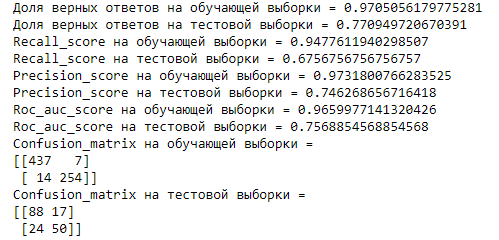 Доля верных ответов на обучающей выборки = 0.9705056179775281
Доля верных ответов на тестовой выборки = 0.770949720670391
Recall_score на обучающей выборки = 0.9477611940298507
Recall_score на тестовой выборки = 0.6756756756756757
Precision_score на обучающей выборки = 0.9731800766283525
Precision_score на тестовой выборки = 0.746268656716418
Roc_auc_score на обучающей выборки = 0.9659977141320426
Roc_auc_score на тестовой выборки = 0.7568854568854568
Confusion_matrix на обучающей выборки =
[[437   7]
 [ 14 254]]
Confusion_matrix на тестовой выборки =
[[88 17]
 [24 50]]